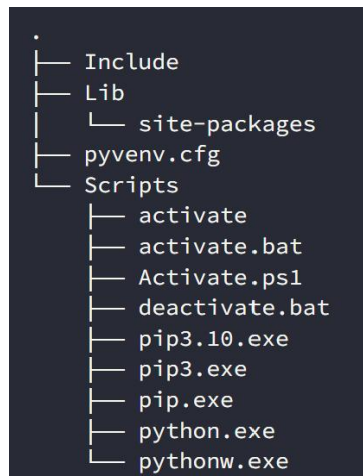 .
├── Include
├── Lib
│   └── site-packages
├── pyvenv.cfg
└── Scripts
    ├── activate
    ├── activate.bat
    ├── Activate.ps1
    ├── deactivate.bat
    ├── pip3.10.exe
    ├── pip3.exe
    ├── pip.exe
    ├── python.exe
    └── pythonw.exe